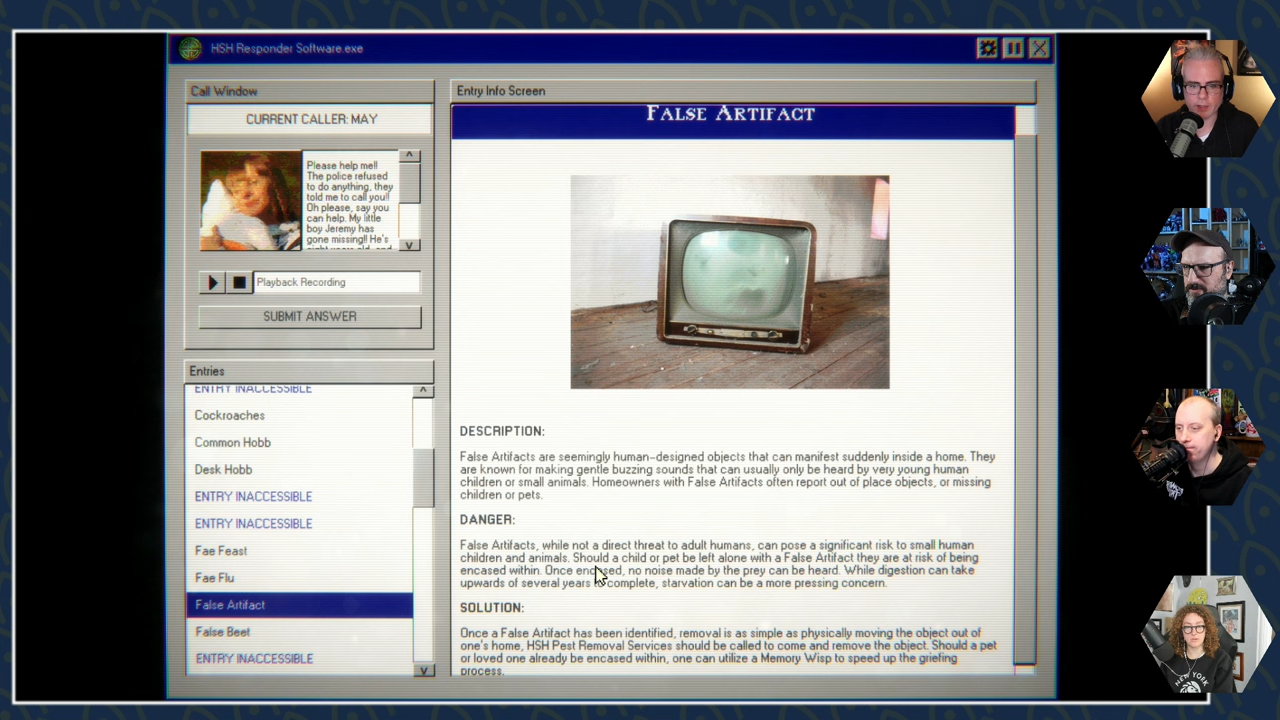 HSH Responder Software.exe
Call Window
CURRENT CALLER: MAY
Please help me!!
The police refused
to do anything, they
told me to call you!!
Oh please, say you
can help. My little
boy Jeremy has
gone missing!! He's
eight years old, and
Playback Recording
SUBMIT ANSWER
Entries
ENTRY INACCESSIBLE
Cockroaches
Common Hobb
Desk Hobb
ENTRY INACCESSIBLE
ENTRY INACCESSIBLE
Fae Feast
Fae Flu
False Artifact
False Beet
ENTRY INACCESSIBLE
Entry Info Screen
FALSE ARTIFACT
DESCRIPTION:
False Artifacts are seemingly human-designed objects that can manifest suddenly inside a home. They
are known for making gentle buzzing sounds that can usually only be heard by very young human
children or small animals. Homeowners with False Artifacts often report out of place objects, or missing
children or pets.
DANGER:
False Artifacts, while not a direct threat to adult humans, can pose a significant risk to small human
children and animals. Should a child or pet be left alone with a False Artifact they are at risk of being
encased within. Once encased, no noise made by the prey can be heard. While digestion can take
upwards of several years to complete, starvation can be a more pressing concern.
SOLUTION:
Once a False Artifact has been identified, removal is as simple as physically moving the object out of
one's home, HSH Pest Removal Services should be called to come and remove the object. Should a pet
or loved one already be encased within, one can utilize a Memory Wisp to speed up the griefing
process.
NEW YORK